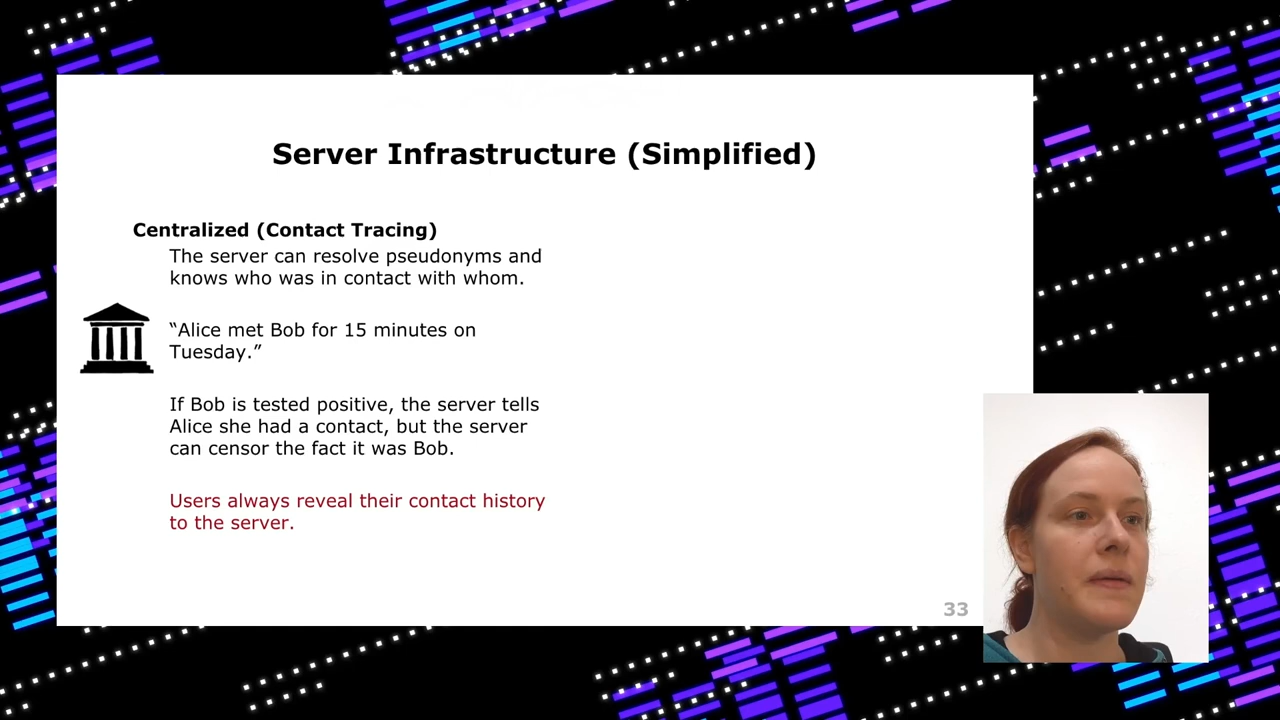 Server Infrastructure (Simplified)
Centralized (Contact Tracing)
The server can resolve pseudonyms and
knows who was in contact with whom.
“Alice met Bob for 15 minutes on
Tuesday.”
If Bob is tested positive, the server tells
Alice she had a contact, but the server
can censor the fact it was Bob.
Users always reveal their contact history
to the server.
33